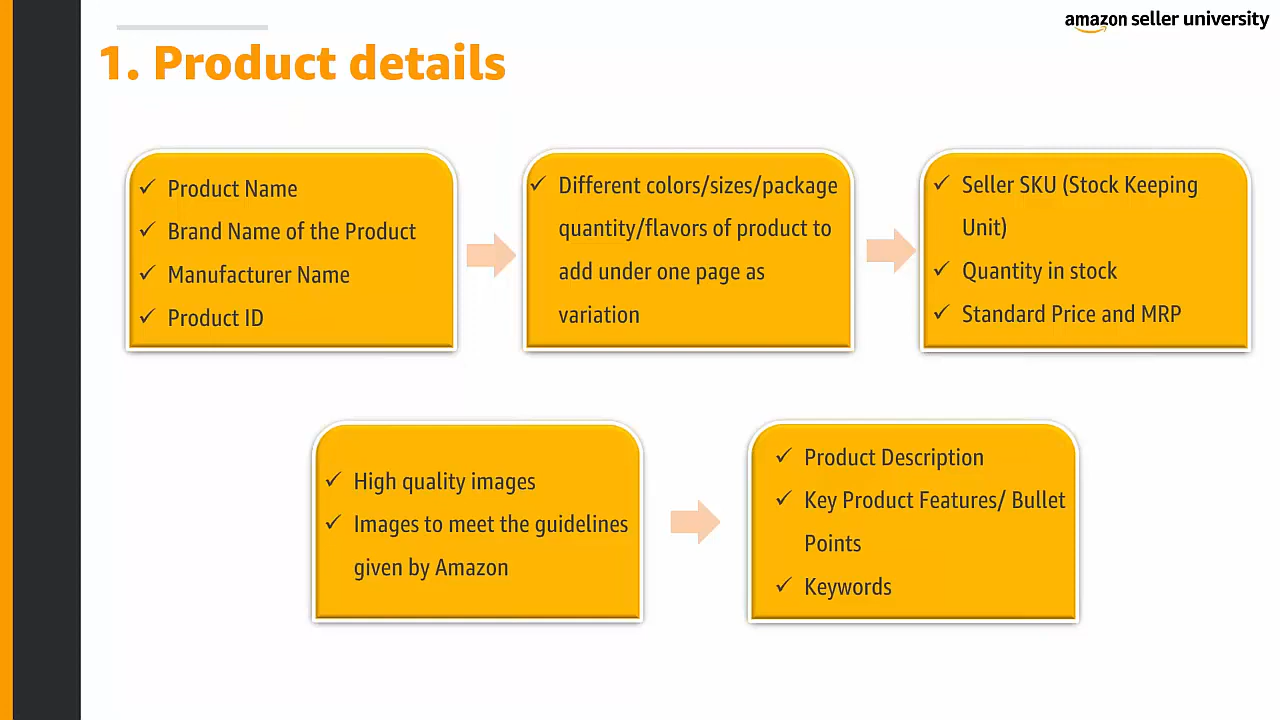 amazon seller university
1. Product details
✓ Product Name
✓ Brand Name of the Product
✓ Manufacturer Name
✓ Product ID
✓ Different colors/sizes/package
quantity/flavors of product to
add under one page as
variation
✓ Seller SKU (Stock Keeping
Unit)
✓ Quantity in stock
✓ Standard Price and MRP
✓ High quality images
✓ Images to meet the guidelines
given by Amazon
✓ Product Description
✓ Key Product Features/ Bullet
Points
✓ Keywords